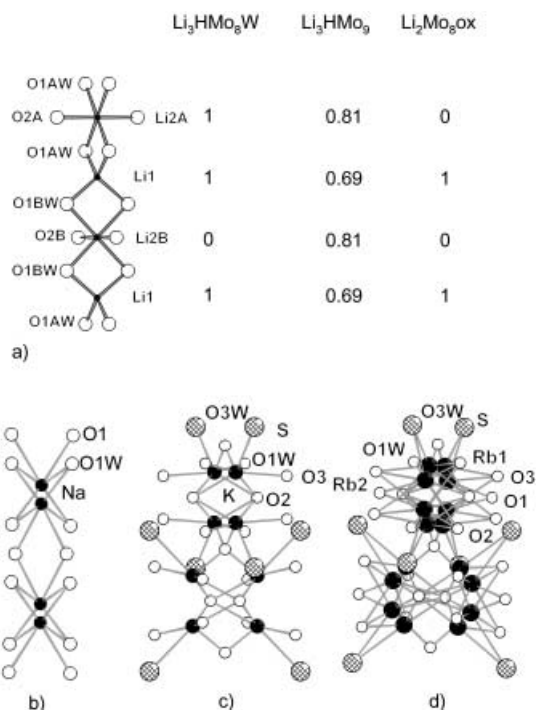 Li₃HMo₈W Li₃HMo₉ Li₂Mo₈ox
O1AW
O2A Li2A 1 0.81 0
O1AW
Li1 1 0.69 1
O1BW
O2B Li2B 0 0.81 0
O1BW
Li1 1 0.69 1
O1AW
a)
O3W S O3W S
O1 O1W Rb1
O1W O1W O3 O3
Na K Rb2 O1
O2 O2
b) c) d)